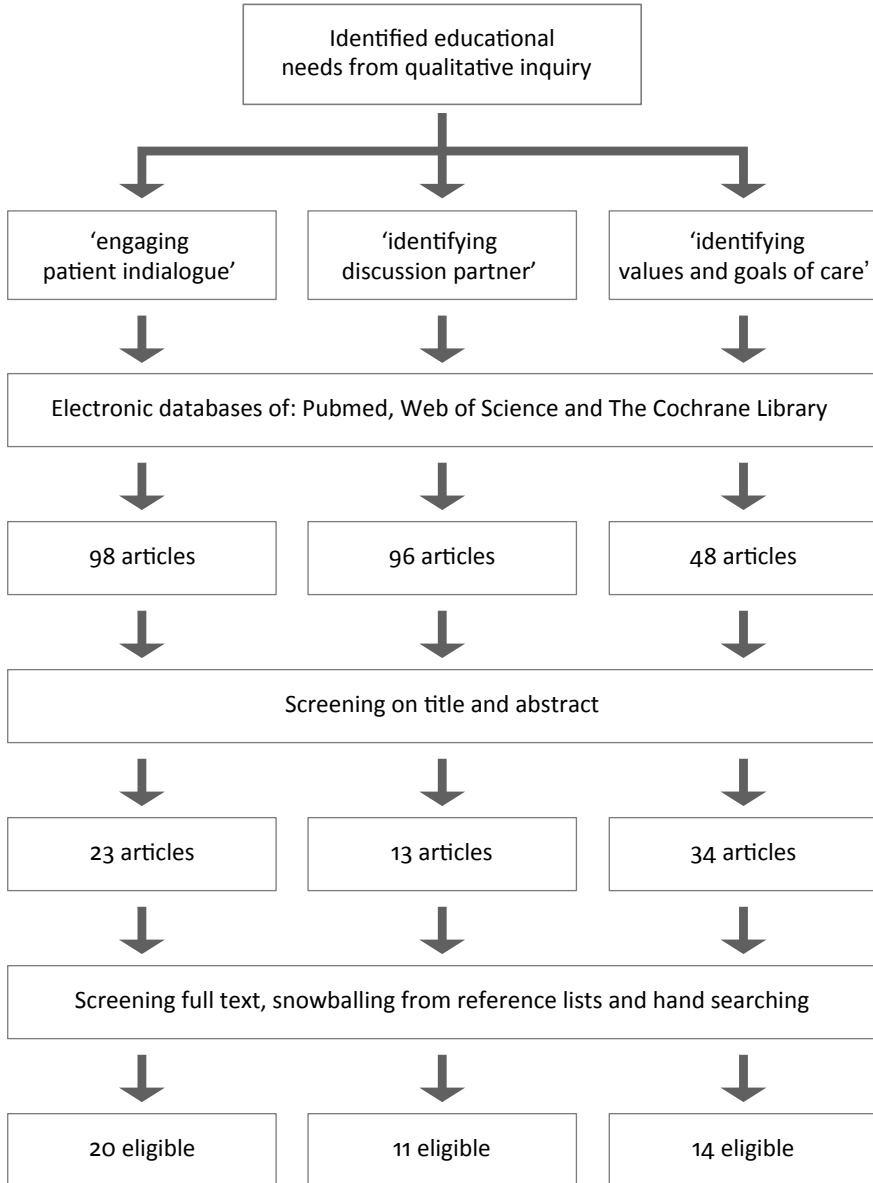 Identified educational
needs from qualitative inquiry
‘engaging
patient indialogue’
‘identifying
discussion partner’
‘identifying
values and goals of care’
Electronic databases of: Pubmed, Web of Science and The Cochrane Library
98 articles
96 articles
48 articles
Screening on title and abstract
23 articles
13 articles
34 articles
Screening full text, snowballing from reference lists and hand searching
20 eligible
11 eligible
14 eligible